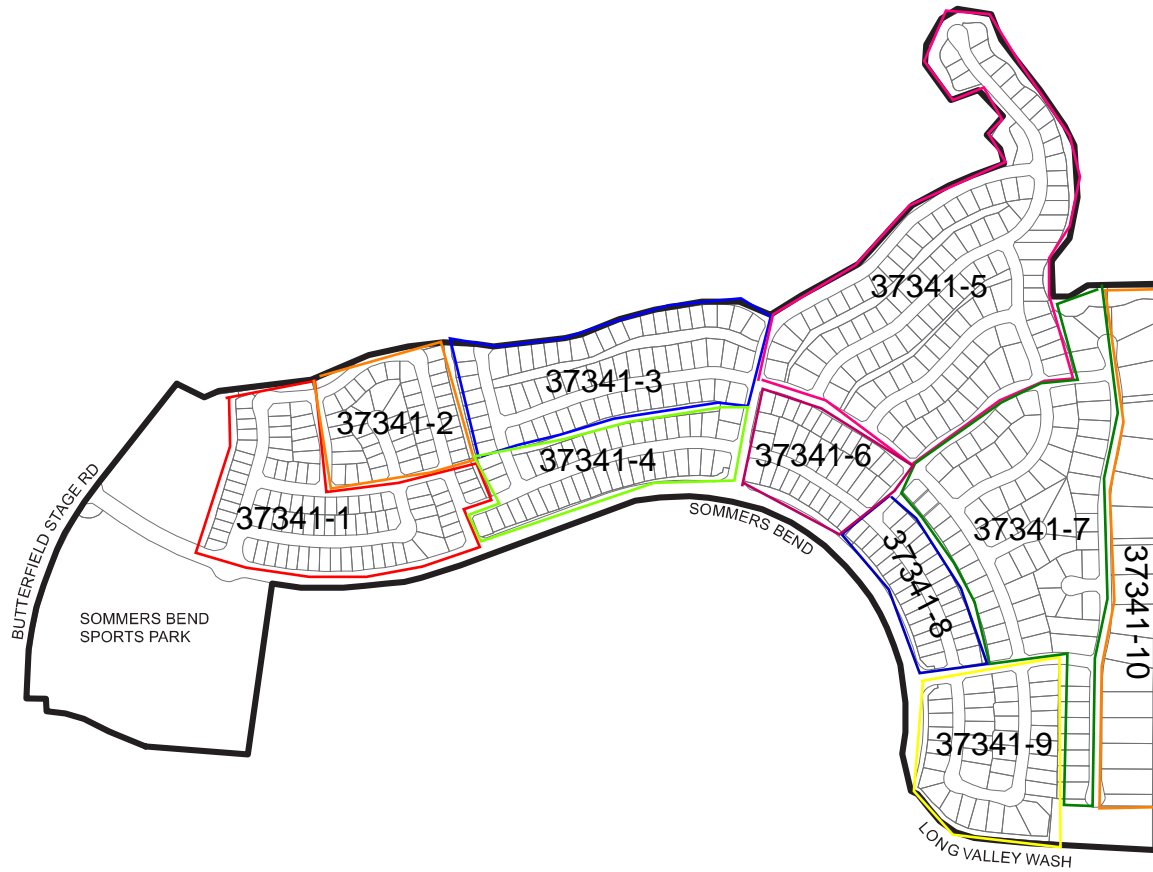 37341-5
37341-3
37341-2
37341-4
37341-6
37341-1
BUTTERFIELD STAGE RD
SOMMERS BEND
37341-7
37341-8
37341-10
SOMMERS BEND
SPORTS PARK
37341-9
LONG VALLEY WASH